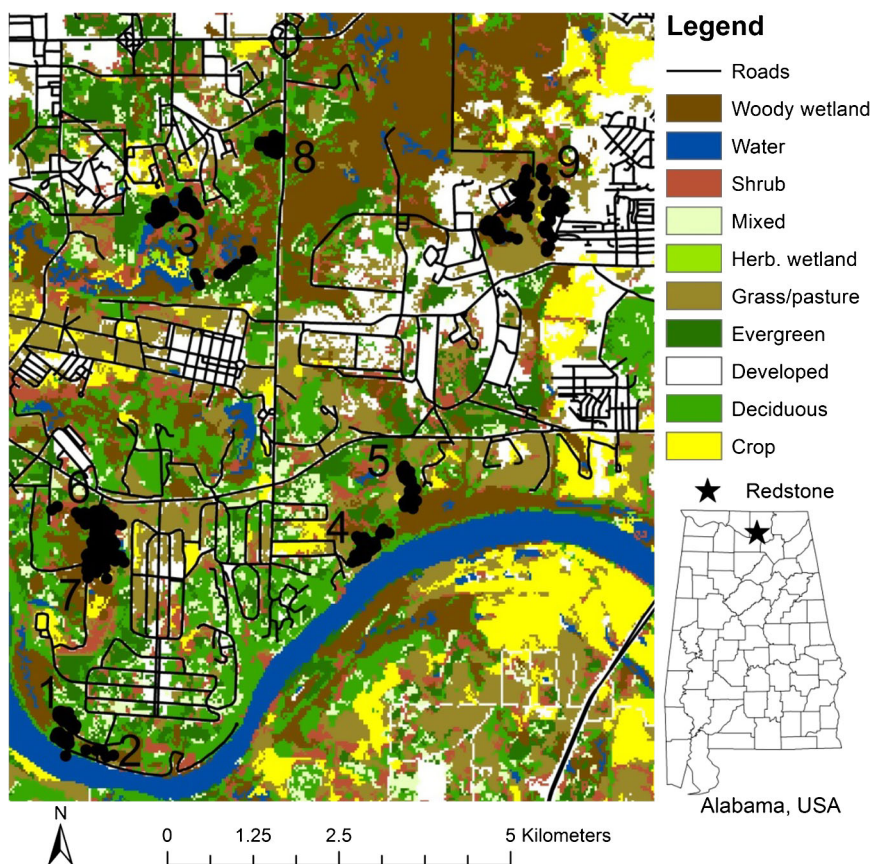 Legend
Roads
Woody wetland
Water
Shrub
Mixed
Herb. wetland
Grass/pasture
Evergreen
Developed
Deciduous
Crop
Redstone
Alabama, USA
8
9
3
5
6
4
7
1
2
N
0 1.25 2.5 5 Kilometers